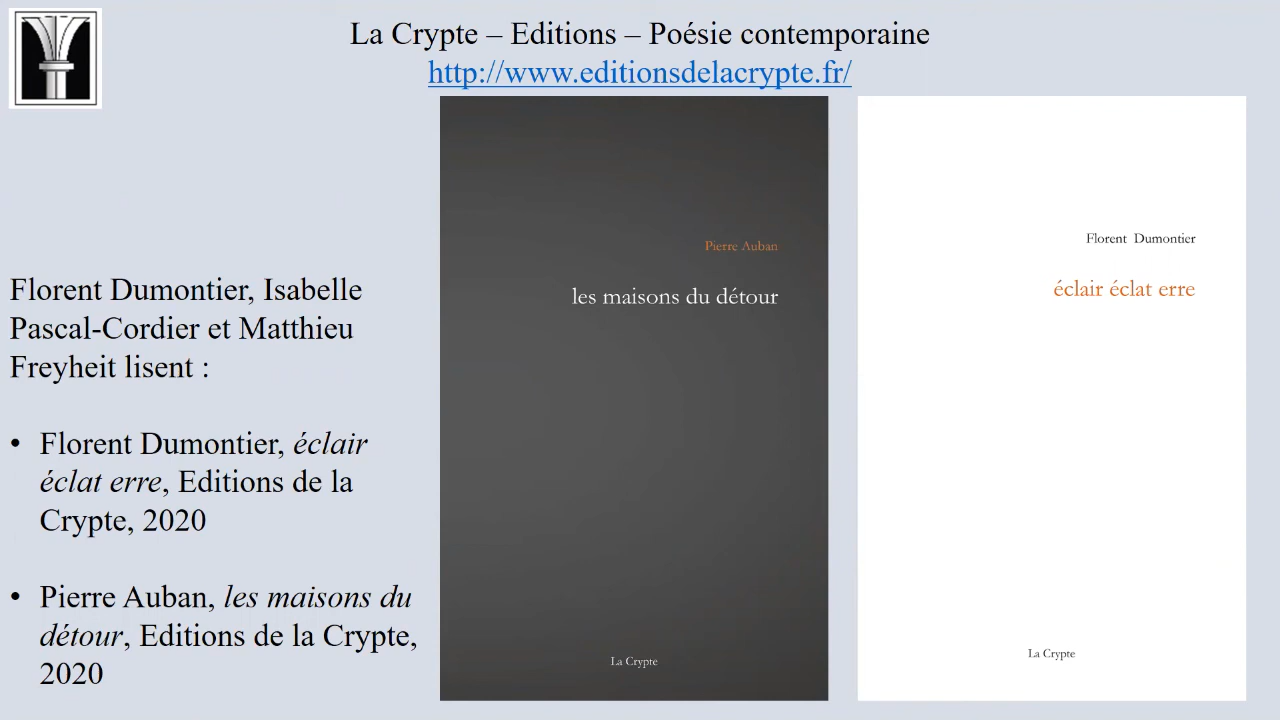 La Crypte – Editions – Poésie contemporaine
http://www.editionsdelacrypte.fr/
Florent Dumontier, Isabelle
Pascal-Cordier et Matthieu
Freyheit lisent :
• Florent Dumontier, éclair
éclat erre, Editions de la
Crypte, 2020
• Pierre Auban, les maisons du
détour, Editions de la Crypte,
2020
Pierre Auban
les maisons du détour
La Crypte
Florent Dumontier
éclair éclat erre
La Crypte